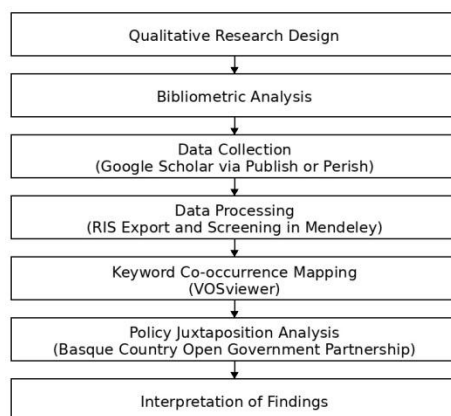 Qualitative Research Design
Bibliometric Analysis
Data Collection
(Google Scholar via Publish or Perish)
Data Processing
(RIS Export and Screening in Mendeley)
Keyword Co-occurrence Mapping
(VOSviewer)
Policy Juxtaposition Analysis
(Basque Country Open Government Partnership)
Interpretation of Findings